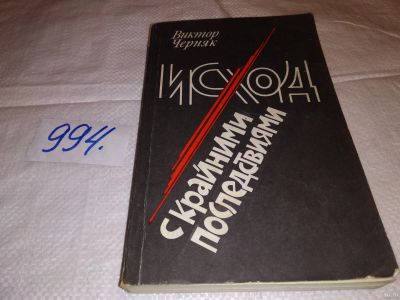 Виктор
Черняк
ИСХОД
с крайними
последствиями
994.